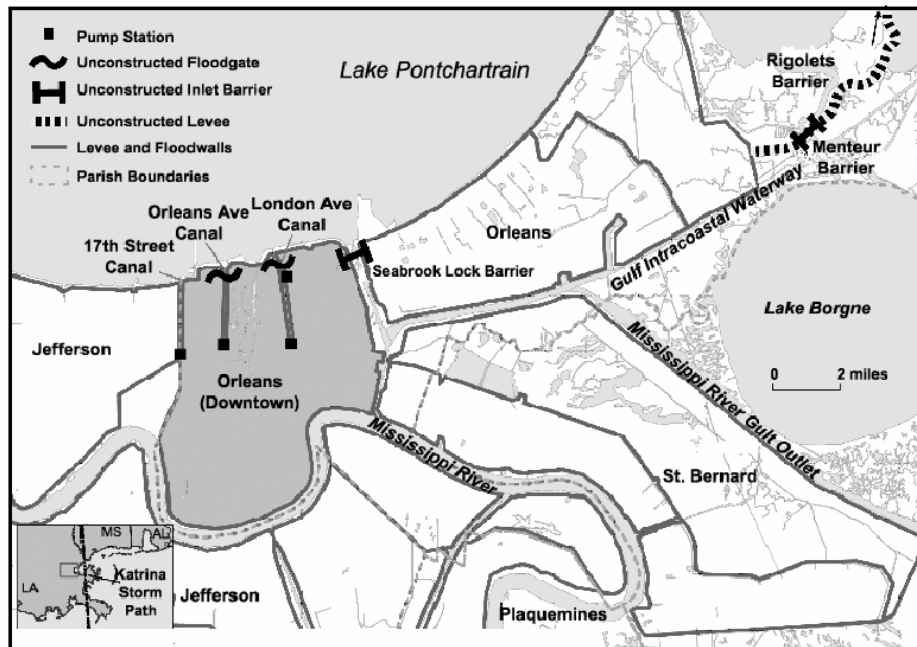 Pump Station
Unconstructed Floodgate
Unconstructed Inlet Barrier
Unconstructed Levee
Levee and Floodwalls
Parish Boundaries
Lake Pontchartrain
Rigolets
Barrier
Menteur
Barrier
London Ave
Canal
Orleans Ave
Canal
17th Street
Canal
Orleans
Seabrook Lock Barrier
Gulf Intracoastal Waterway
Lake Borgne
0 2 miles
Jefferson
Orleans
(Downtown)
Mississippi River Gulf Outlet
Mississippi River
St. Bernard
MS
AL
LA
Katrina
Storm
Path
Jefferson
Plaquemines